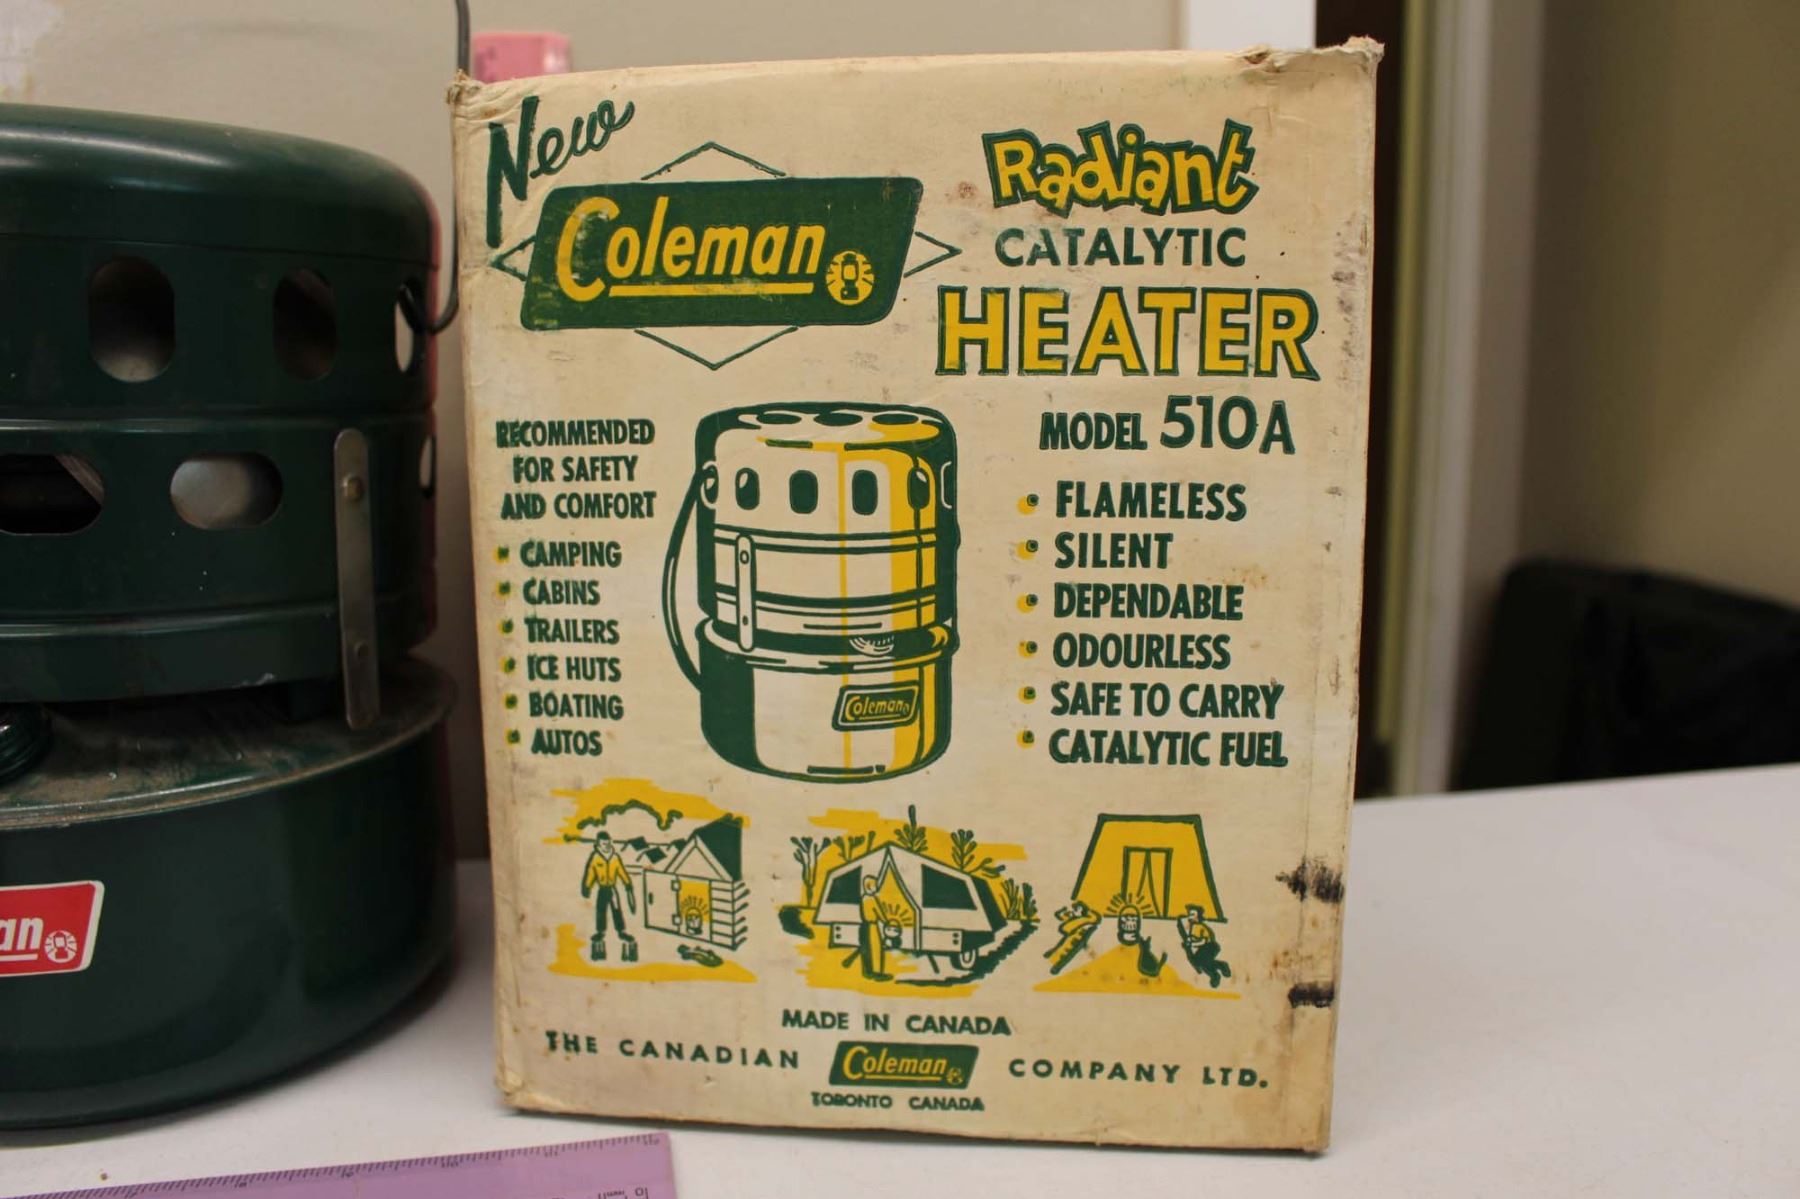 New
Coleman
Radiant
CATALYTIC
HEATER
MODEL 510A
RECOMMENDED
FOR SAFETY
AND COMFORT
CAMPING
CABINS
TRAILERS
ICE HUTS
BOATING
AUTOS
Coleman
FLAMELESS
SILENT
DEPENDABLE
ODOURLESS
SAFE TO CARRY
CATALYTIC FUEL
MADE IN CANADA
THE CANADIAN Coleman COMPANY LTD.
TORONTO CANADA
an